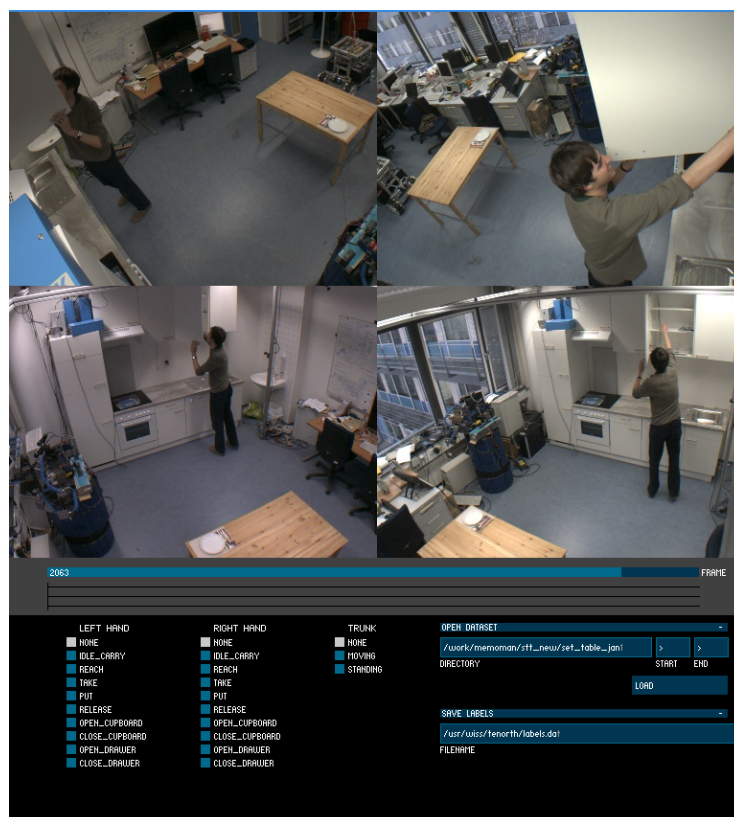 2063 FRAME
LEFT HAND RIGHT HAND TRUNK OPEN DATASET -
NONE NONE NONE /work/memoman/stt_new/set_table_jan1 > >
IDLE_CARRY IDLE_CARRY MOVING DIRECTORY START END
REACH REACH STANDING
TAKE TAKE LOAD
PUT PUT
RELEASE RELEASE SAVE LABELS -
OPEN_CUPBOARD OPEN_CUPBOARD /usr/wiss/tenorth/labels.dat
CLOSE_CUPBOARD CLOSE_CUPBOARD FILENAME
OPEN_DRAWER OPEN_DRAWER
CLOSE_DRAWER CLOSE_DRAWER